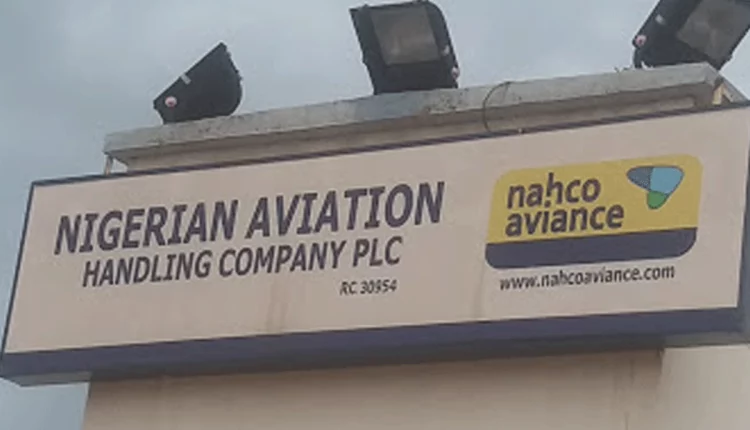 NIGERIAN AVIATION
HANDLING COMPANY PLC
RC 30954
nahco
aviance
www.nahcoaviance.com